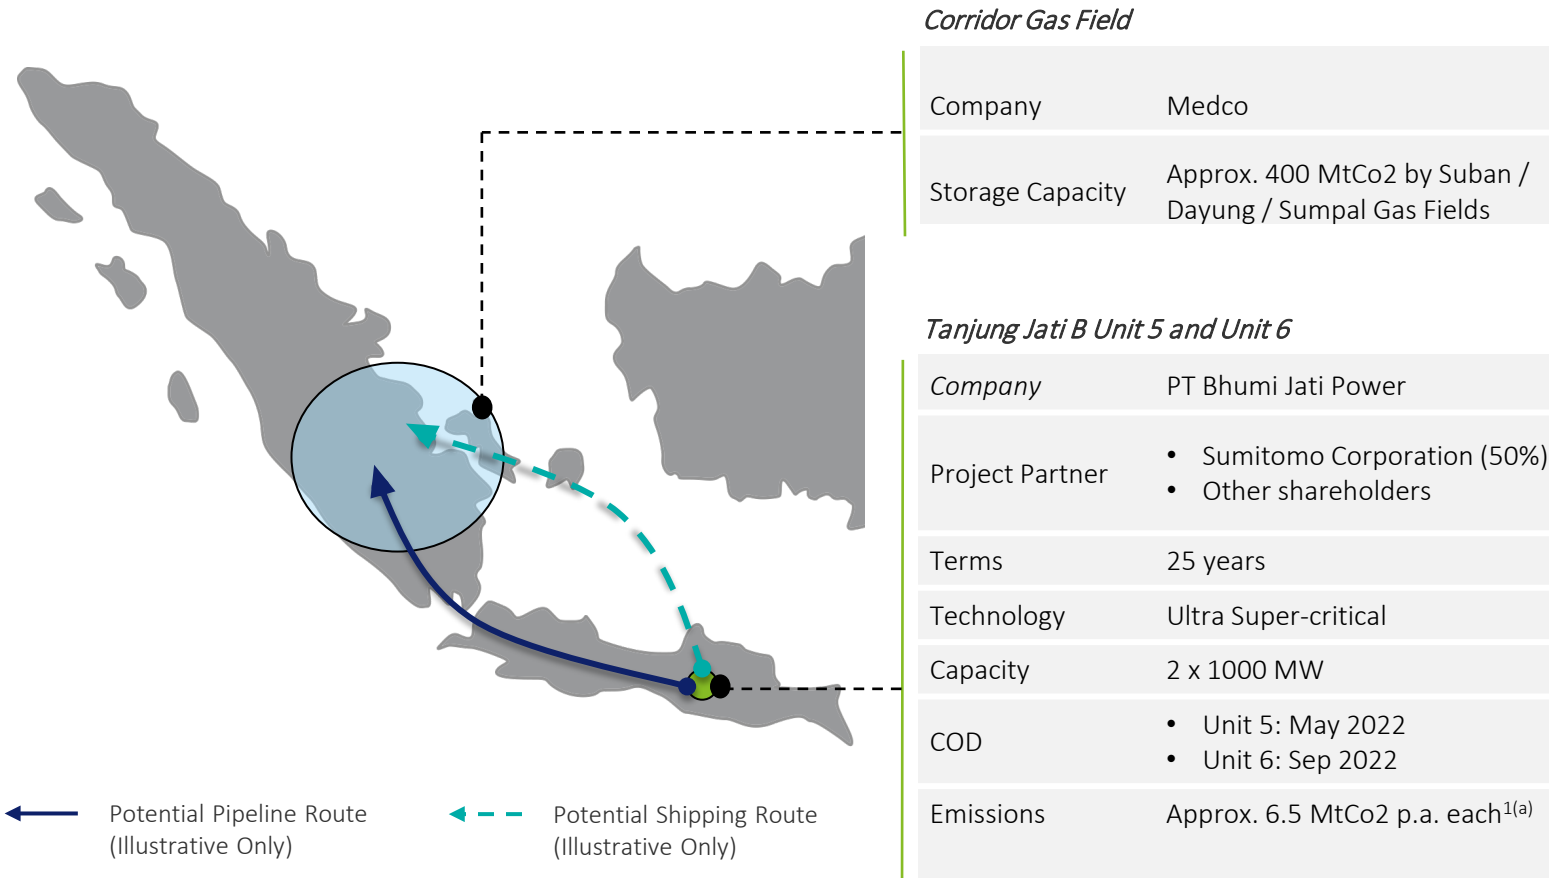 Corridor Gas Field
Company Medco
Storage Capacity Approx. 400 MtCo2 by Suban /
Dayung / Sumpal Gas Fields
Tanjung Jati B Unit 5 and Unit 6
Company PT Bhumi Jati Power
Project Partner
• Sumitomo Corporation (50%)
• Other shareholders
Terms 25 years
Technology Ultra Super-critical
Capacity 2 x 1000 MW
COD
• Unit 5: May 2022
• Unit 6: Sep 2022
Emissions Approx. 6.5 MtCo2 p.a. each1(a)
Potential Pipeline Route
(Illustrative Only)
Potential Shipping Route
(Illustrative Only)